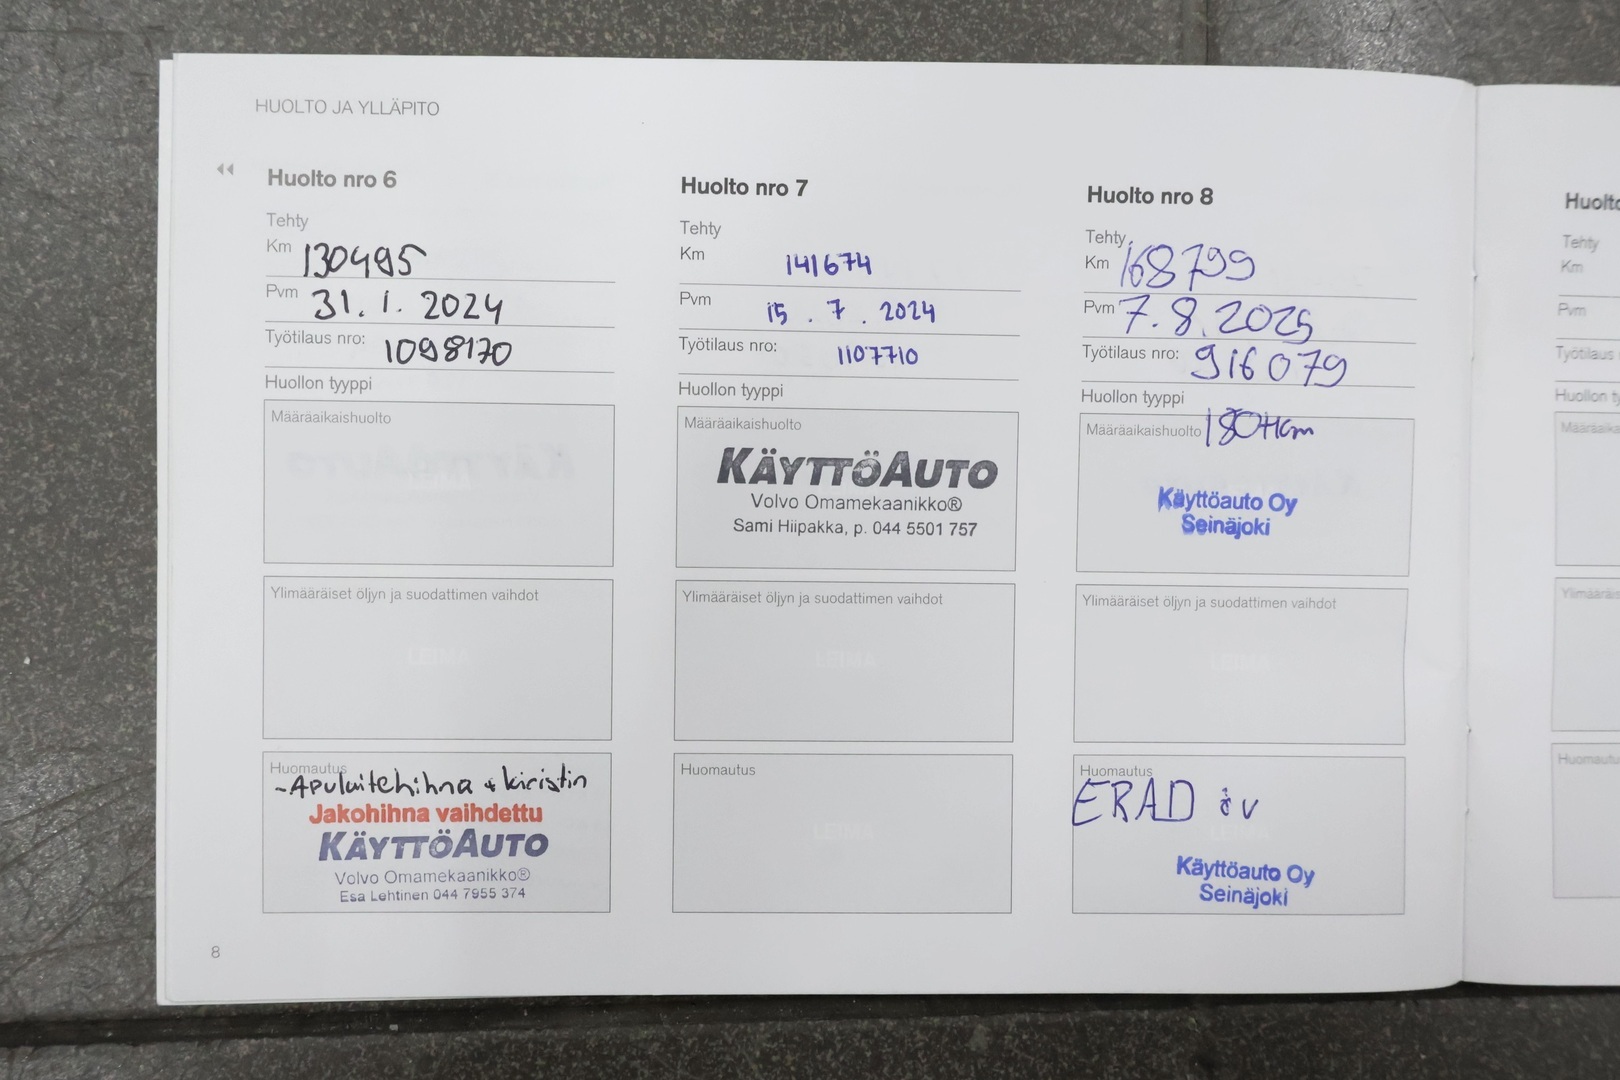 HUOLTO JA YLLÄPITO
Huolto nro 6
Tehty
Km 130495
Pvm 31.1.2024
Työtilaus nro: 1098170
Huollon tyyppi
Määräaikaishuolto
Ylimääräiset öljyn ja suodattimen vaihdot
Huomautus
-Apulaitehihna + kiristin
Jakohihna vaihdettu
KÄYTTÖAUTO
Volvo Omamekaanikko®
Esa Lehtinen 044 7955 374
8
Huolto nro 7
Tehty
Km 141674
Pvm 15.7.2024
Työtilaus nro: 1107710
Huollon tyyppi
Määräaikaishuolto
KÄYTTÖAUTO
Volvo Omamekaanikko®
Sami Hiipakka, p. 044 5501 757
Ylimääräiset öljyn ja suodattimen vaihdot
Huomautus
Huolto nro 8
Tehty
Km 168799
Pvm 7.8.2025
Työtilaus nro: 916079
Huollon tyyppi
Määräaikaishuolto 180tkm
Käyttöauto Oy
Seinäjoki
Ylimääräiset öljyn ja suodattimen vaihdot
Huomautus
ERAD öv
Käyttöauto Oy
Seinäjoki
Tehty
Km
Pvm
Työtilaus
Huollon